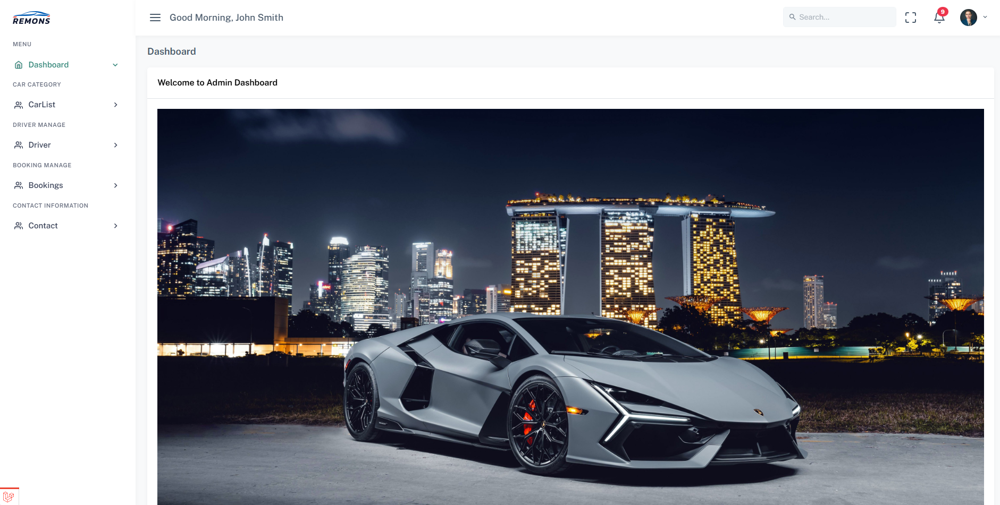 REMONS
Good Morning, John Smith
Search...
9
MENU
Dashboard
CAR CATEGORY
CarList
DRIVER MANAGE
Driver
BOOKING MANAGE
Bookings
CONTACT INFORMATION
Contact
Dashboard
Welcome to Admin Dashboard